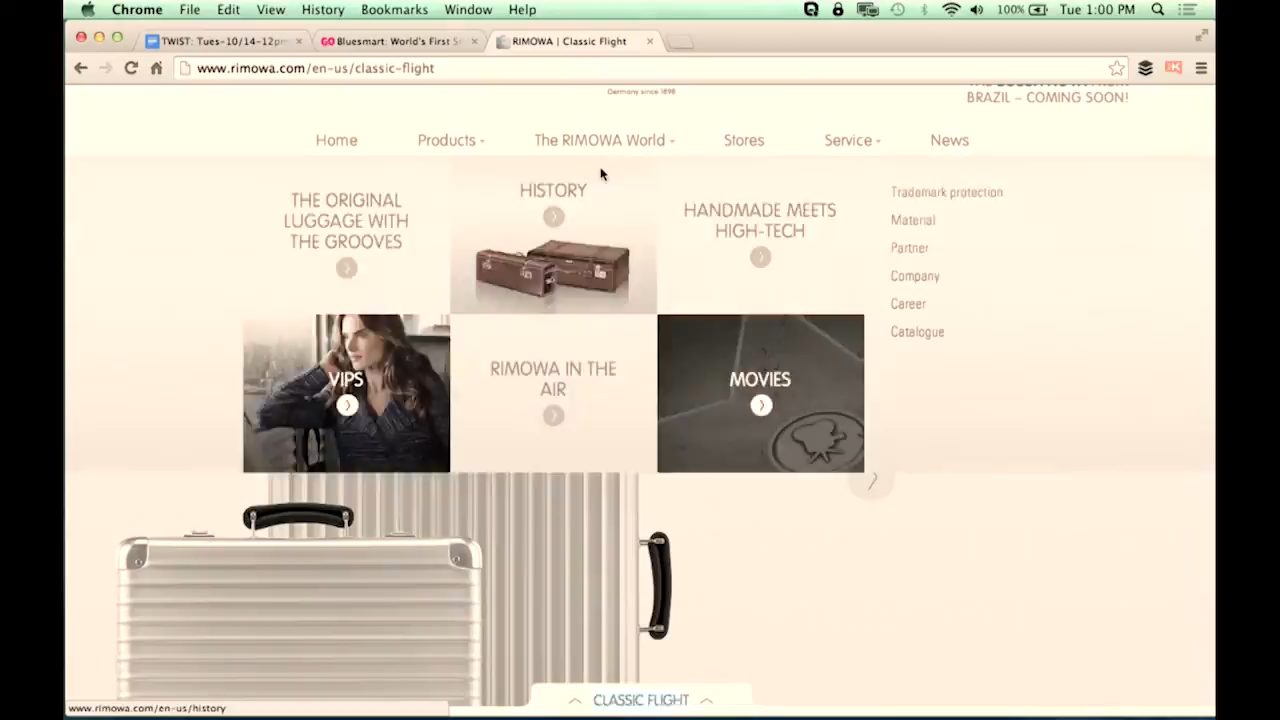 Chrome File Edit View History Bookmarks Window Help 100% Tue 1:00 PM
TWIST: Tues-10/14-12pm
GO Bluesmart: World's First S
RIMOWA | Classic Flight
www.rimowa.com/en-us/classic-flight
Germany since 1898
BRAZIL – COMING SOON!
Home Products The RIMOWA World Stores Service News
THE ORIGINAL
LUGGAGE WITH
THE GROOVES
HISTORY
HANDMADE MEETS
HIGH-TECH
Trademark protection
Material
Partner
Company
Career
Catalogue
VIPS
RIMOWA IN THE
AIR
MOVIES
CLASSIC FLIGHT
www.rimowa.com/en-us/history